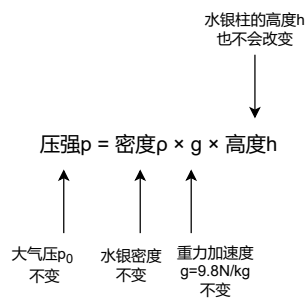 水银柱的高度h
也不会改变
压强p = 密度ρ × g × 高度h
大气压p₀
不变
水银密度
不变
重力加速度
g=9.8N/kg
不变